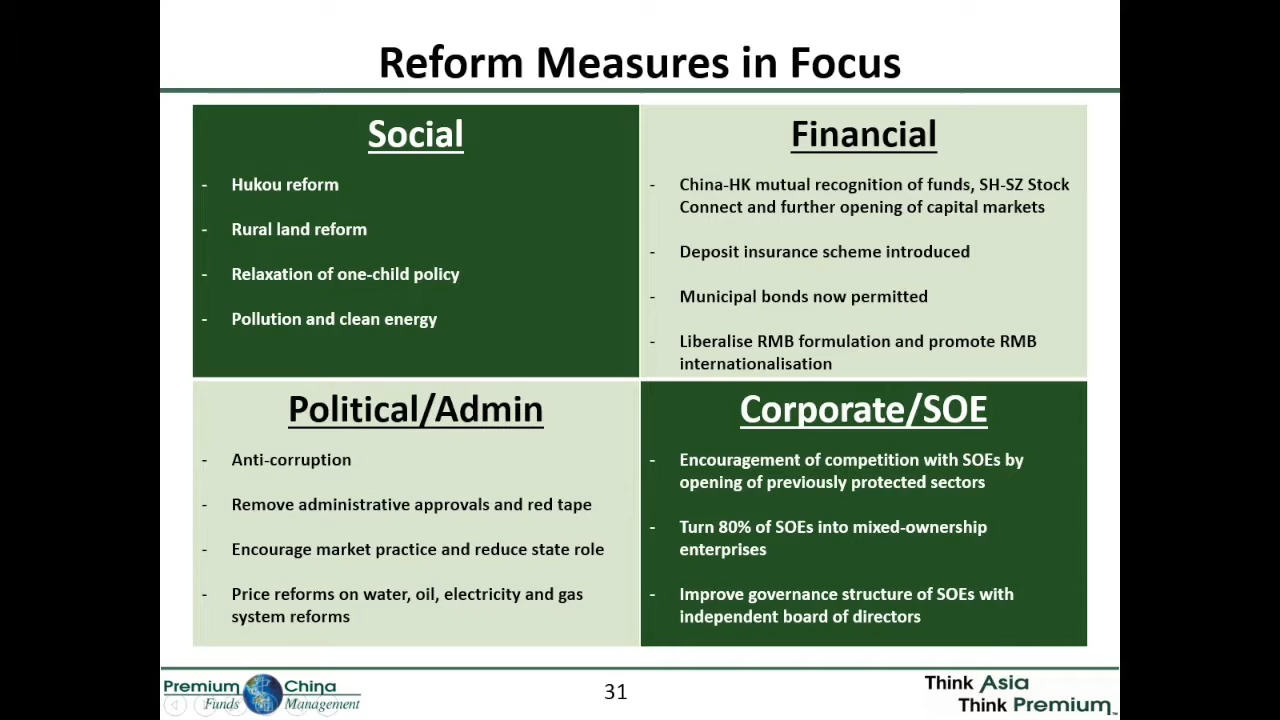 Reform Measures in Focus
Social
- Hukou reform
- Rural land reform
- Relaxation of one-child policy
- Pollution and clean energy
Financial
- China-HK mutual recognition of funds, SH-SZ Stock
Connect and further opening of capital markets
- Deposit insurance scheme introduced
- Municipal bonds now permitted
- Liberalise RMB formulation and promote RMB
internationalisation
Political/Admin
- Anti-corruption
- Remove administrative approvals and red tape
- Encourage market practice and reduce state role
- Price reforms on water, oil, electricity and gas
system reforms
Corporate/SOE
- Encouragement of competition with SOEs by
opening of previously protected sectors
- Turn 80% of SOEs into mixed-ownership
enterprises
- Improve governance structure of SOEs with
independent board of directors
Premium China
Funds Management
31
Think Asia
Think Premium™